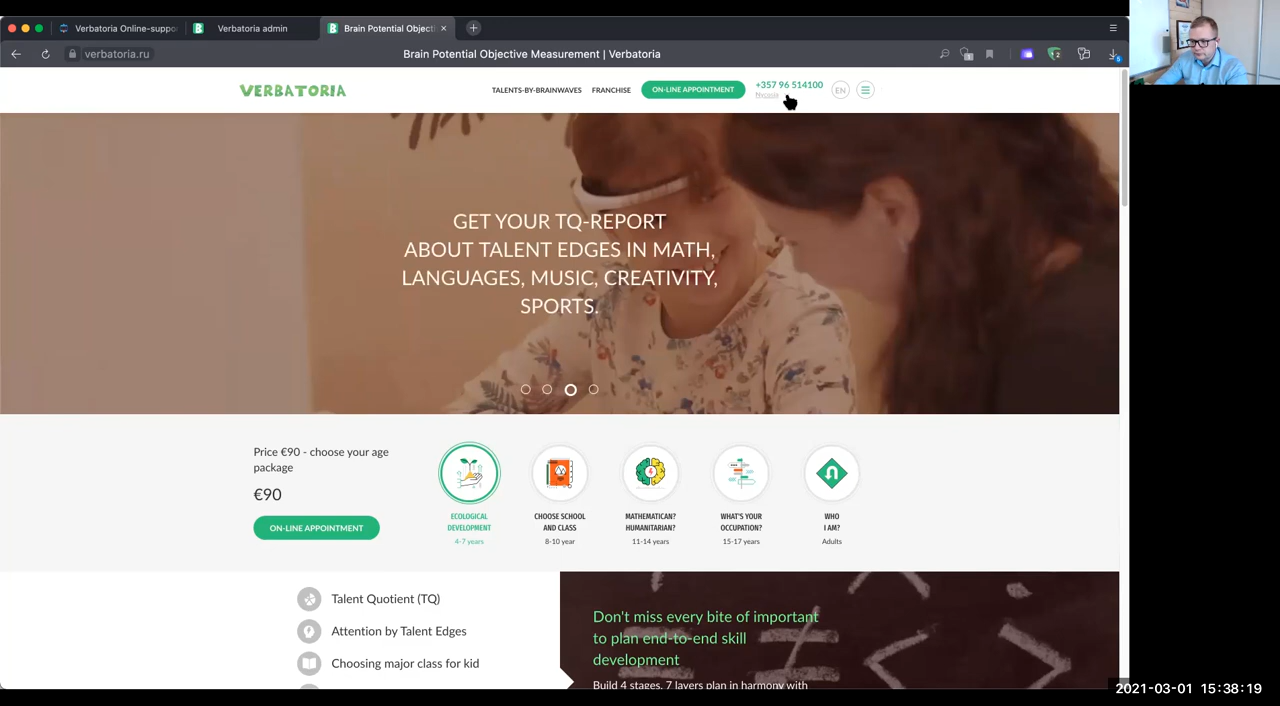 Verbatoria Online-suppo
Verbatoria admin
Brain Potential Objecti
verbatoria.ru
Brain Potential Objective Measurement | Verbatoria
VERBATORIA
TALENTS-BY-BRAINWAVES
FRANCHISE
ON-LINE APPOINTMENT
+357 96 514100
EN
GET YOUR TQ-REPORT
ABOUT TALENT EDGES IN MATH,
LANGUAGES, MUSIC, CREATIVITY,
SPORTS.
Price €90 - choose your age
package
€90
ON-LINE APPOINTMENT
ECOLOGICAL
DEVELOPMENT
4-7 years
CHOOSE SCHOOL
AND CLASS
8-10 year
MATHEMATICAN?
HUMANITARIAN?
11-14 years
WHAT'S YOUR
OCCUPATION?
15-17 years
WHO
I AM?
Adults
Talent Quotient (TQ)
Attention by Talent Edges
Choosing major class for kid
Don't miss every bite of important
to plan end-to-end skill
development
Build 4 stages, 7 layers plan in harmony with
2021-03-01 15:38:19